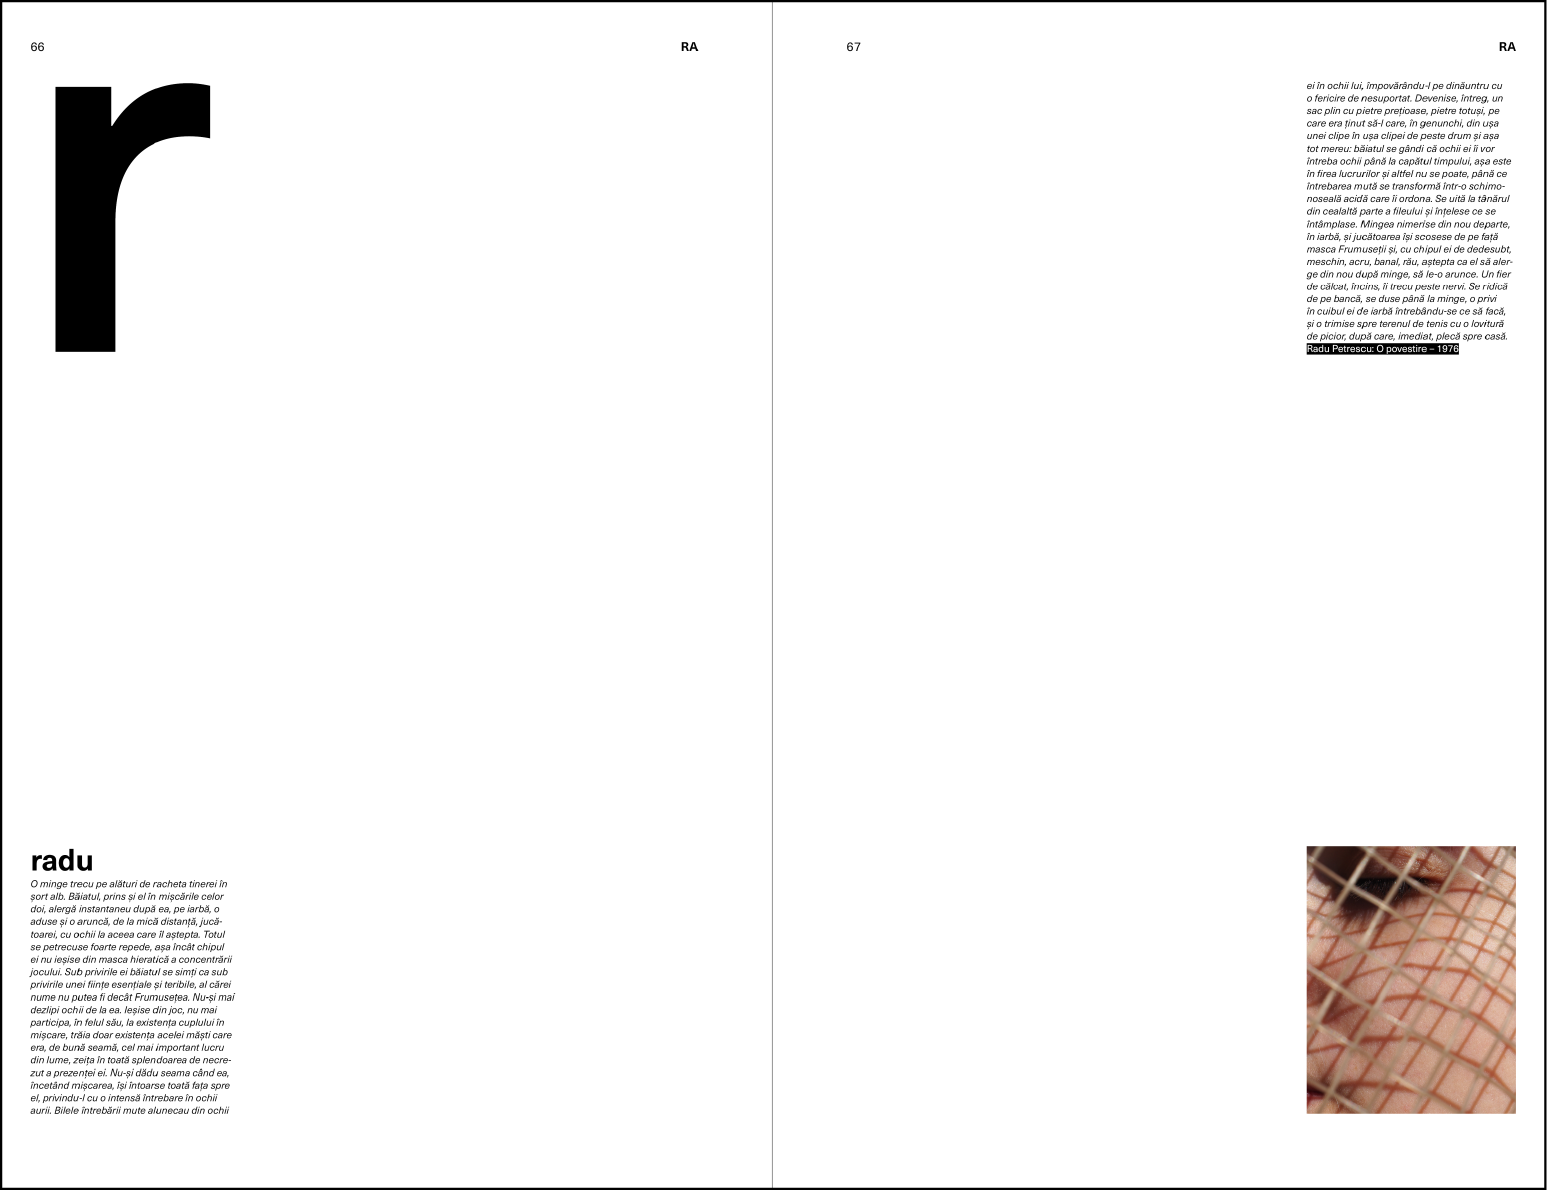 66
RA
r
radu
O minge trecu pe alături de racheta tinerei în
șort alb. Băiatul, prins și el în mișcările celor
doi, alergă instantaneu după ea, pe iarbă, o
aduse și o aruncă, de la mică distanță, jucă-
toarei, cu ochii la aceea care îl aștepta. Totul
se petrecuse foarte repede, așa încât chipul
ei nu ieșise din masca hieratică a concentrării
jocului. Sub privirile ei băiatul se simți ca sub
privirile unei ființe esențiale și teribile, al cărei
nume nu putea fi decât Frumusețea. Nu-și mai
dezlipi ochii de la ea. Ieșise din joc, nu mai
participa, în felul său, la existența cuplului în
mișcare, trăia doar existența acelei măști care
era, de bună seamă, cel mai important lucru
din lume, zeița în toată splendoarea de necre-
zut a prezenței ei. Nu-și dădu seama când ea,
încetând mișcarea, își întoarse toată fața spre
el, privindu-l cu o intensă întrebare în ochii
aurii. Bilele întrebării mute alunecau din ochii
67
RA
ei în ochii lui, împovărându-l pe dinăuntru cu
o fericire de nesuportat. Devenise, întreg, un
sac plin cu pietre prețioase, pietre totuși, pe
care era ținut să-l care, în genunchi, din ușa
unei clipe în ușa clipei de peste drum și așa
tot mereu: băiatul se gândi că ochii ei îi vor
întreba ochii până la capătul timpului, așa este
în firea lucrurilor și altfel nu se poate, până ce
întrebarea mută se transformă într-o schimo-
noseală acidă care îi ordona. Se uită la tânărul
din cealaltă parte a fileului și înțelese ce se
întâmplase. Mingea nimerise din nou departe,
în iarbă, și jucătoarea își scosese de pe față
masca Frumuseții și, cu chipul ei de dedesubt,
meschin, acru, banal, rău, aștepta ca el să aler-
ge din nou după minge, să le-o arunce. Un fier
de călcat, încins, îi trecu peste nervi. Se ridică
de pe bancă, se duse până la minge, o privi
în cuibul ei de iarbă întrebându-se ce să facă,
și o trimise spre terenul de tenis cu o lovitură
de picior, după care, imediat, plecă spre casă.
Radu Petrescu: O povestire – 1976